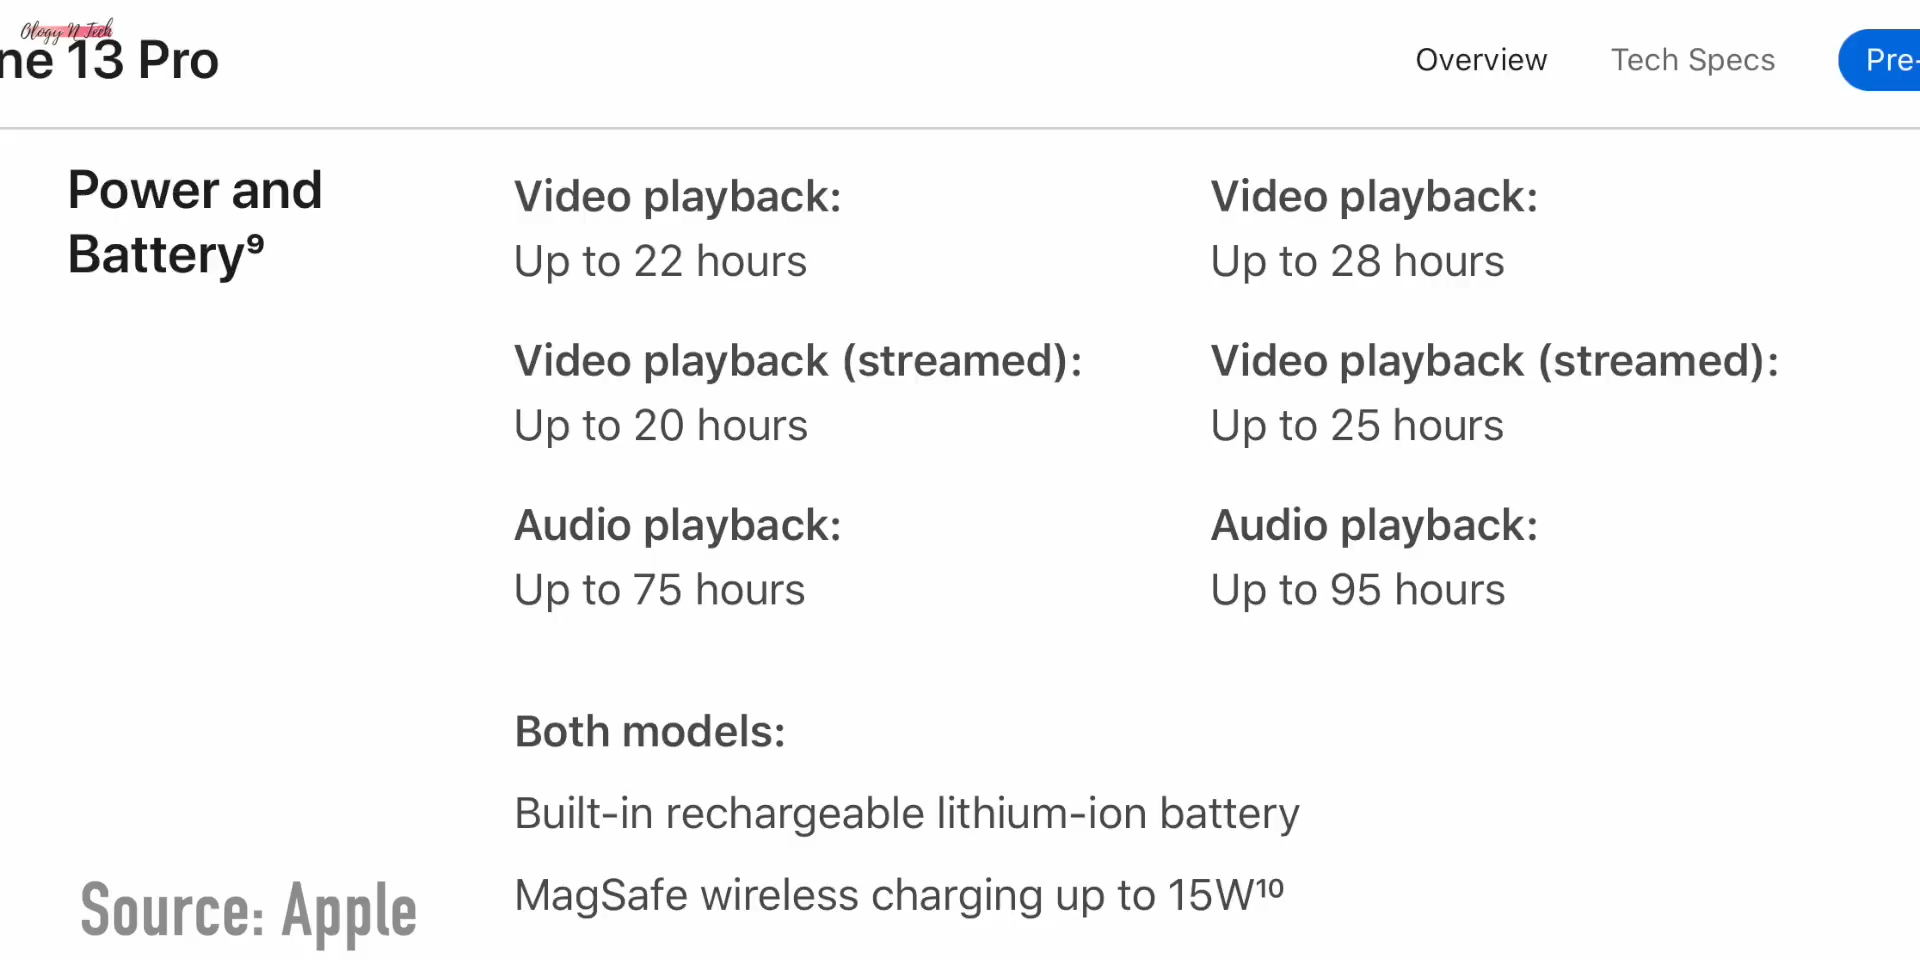 Ology N Tech
ne 13 Pro
Overview
Tech Specs
Pre-
Power and
Battery⁹
Video playback:
Up to 22 hours
Video playback (streamed):
Up to 20 hours
Audio playback:
Up to 75 hours
Video playback:
Up to 28 hours
Video playback (streamed):
Up to 25 hours
Audio playback:
Up to 95 hours
Both models:
Built-in rechargeable lithium-ion battery
MagSafe wireless charging up to 15W¹⁰
Source: Apple